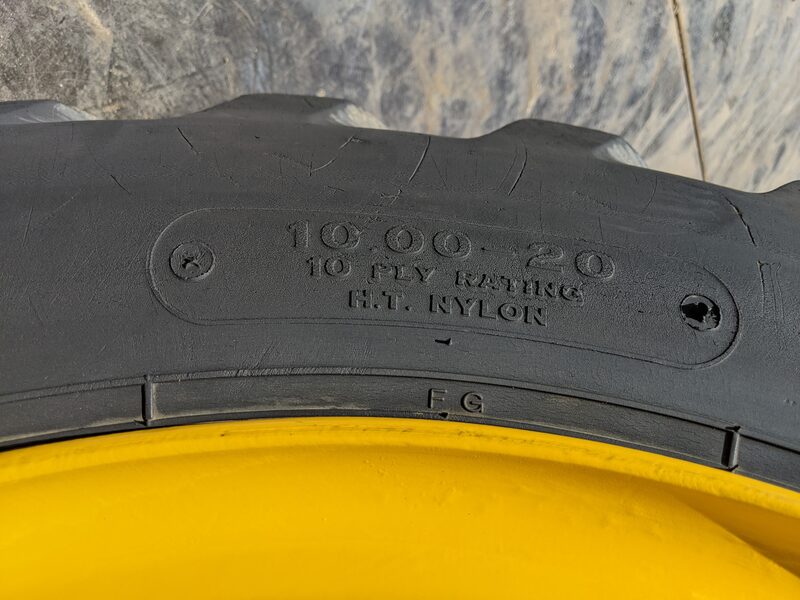 10.00-20
10 PLY RATING
H.T. NYLON
F G